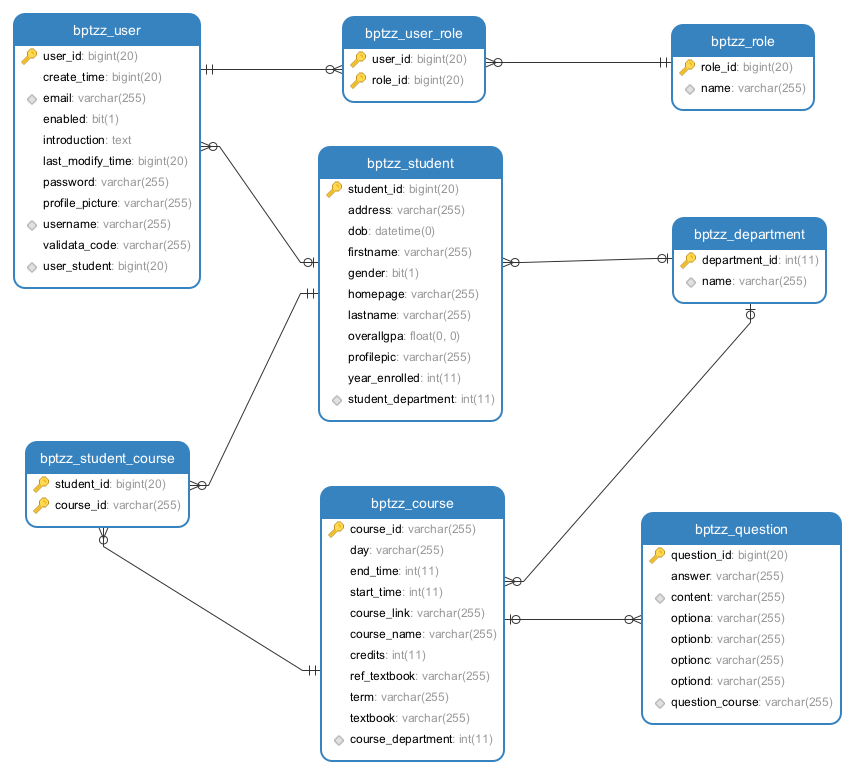 bptzz_user
user_id: bigint(20)
create_time: bigint(20)
email: varchar(255)
enabled: bit(1)
introduction: text
last_modify_time: bigint(20)
password: varchar(255)
profile_picture: varchar(255)
username: varchar(255)
validata_code: varchar(255)
user_student: bigint(20)
bptzz_user_role
user_id: bigint(20)
role_id: bigint(20)
bptzz_role
role_id: bigint(20)
name: varchar(255)
bptzz_student
student_id: bigint(20)
address: varchar(255)
dob: datetime(0)
firstname: varchar(255)
gender: bit(1)
homepage: varchar(255)
lastname: varchar(255)
overallgpa: float(0, 0)
profilepic: varchar(255)
year_enrolled: int(11)
student_department: int(11)
bptzz_department
department_id: int(11)
name: varchar(255)
bptzz_student_course
student_id: bigint(20)
course_id: varchar(255)
bptzz_course
course_id: varchar(255)
day: varchar(255)
end_time: int(11)
start_time: int(11)
course_link: varchar(255)
course_name: varchar(255)
credits: int(11)
ref_textbook: varchar(255)
term: varchar(255)
textbook: varchar(255)
course_department: int(11)
bptzz_question
question_id: bigint(20)
answer: varchar(255)
content: varchar(255)
optiona: varchar(255)
optionb: varchar(255)
optionc: varchar(255)
optiond: varchar(255)
question_course: varchar(255)